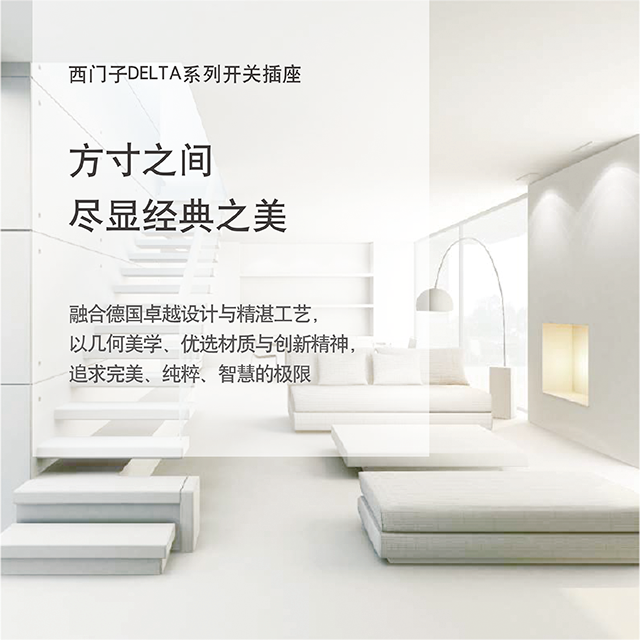 西门子DELTA系列开关插座
方寸之间
尽显经典之美
融合德国卓越设计与精湛工艺，
以几何美学、优选材质与创新精神，
追求完美、纯粹、智慧的极限